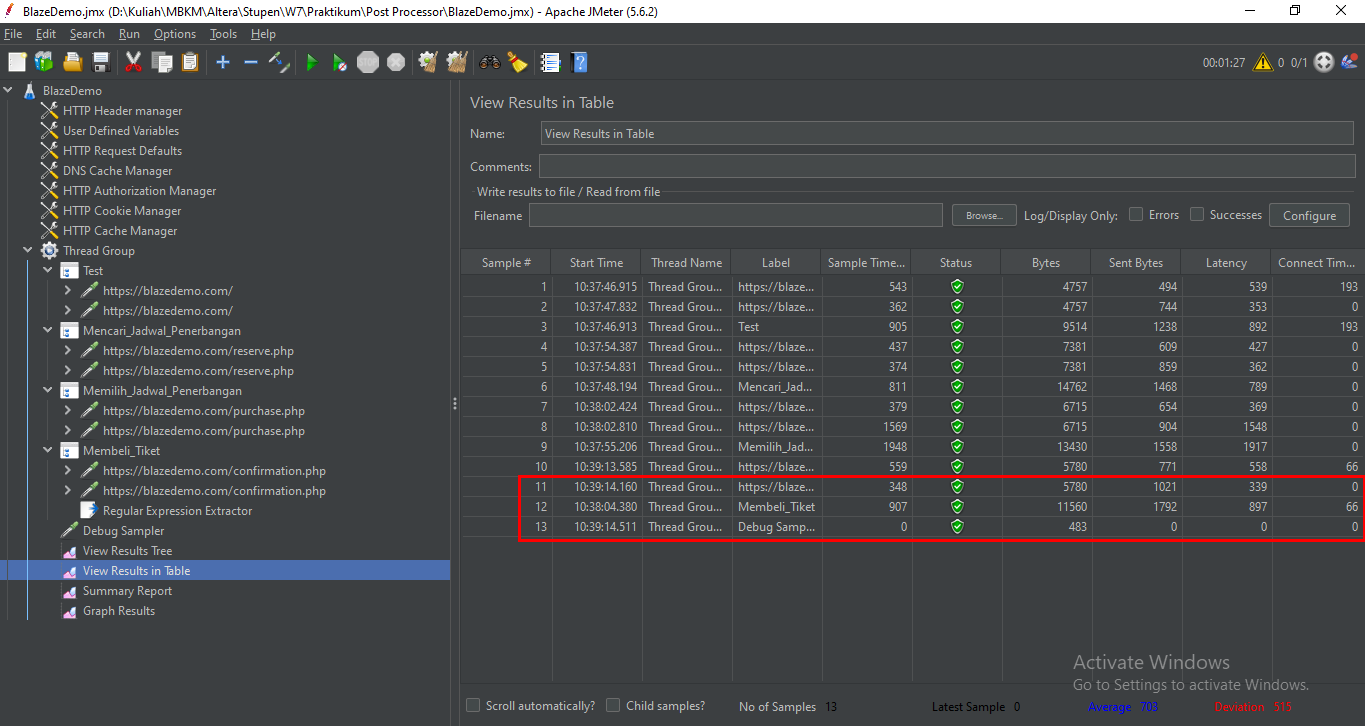 BlazeDemo.jmx (D:\Kuliah\MBKM\Altera\Stupen\W7\Praktikum\Post Processor\BlazeDemo.jmx) - Apache JMeter (5.6.2)
File Edit Search Run Options Tools Help
STOP 00:01:27 0 0/1
BlazeDemo
HTTP Header manager
User Defined Variables
HTTP Request Defaults
DNS Cache Manager
HTTP Authorization Manager
HTTP Cookie Manager
HTTP Cache Manager
Thread Group
Test
https://blazedemo.com/
https://blazedemo.com/
Mencari_Jadwal_Penerbangan
https://blazedemo.com/reserve.php
https://blazedemo.com/reserve.php
Memilih_Jadwal_Penerbangan
https://blazedemo.com/purchase.php
https://blazedemo.com/purchase.php
Membeli_Tiket
https://blazedemo.com/confirmation.php
https://blazedemo.com/confirmation.php
Regular Expression Extractor
Debug Sampler
View Results Tree
View Results in Table
Summary Report
Graph Results
View Results in Table
Name: View Results in Table
Comments:
Write results to file / Read from file
Filename Browse... Log/Display Only: Errors Successes Configure
Sample # Start Time Thread Name Label Sample Time... Status Bytes Sent Bytes Latency Connect Tim...
1 10:37:46.915 Thread Grou... https://blaze... 543 4757 494 539 193
2 10:37:47.832 Thread Grou... https://blaze... 362 4757 744 353 0
3 10:37:46.913 Thread Grou... Test 905 9514 1238 892 193
4 10:37:54.387 Thread Grou... https://blaze... 437 7381 609 427 0
5 10:37:54.831 Thread Grou... https://blaze... 374 7381 859 362 0
6 10:37:48.194 Thread Grou... Mencari_Jad... 811 14762 1468 789 0
7 10:38:02.424 Thread Grou... https://blaze... 379 6715 654 369 0
8 10:38:02.810 Thread Grou... https://blaze... 1569 6715 904 1548 0
9 10:37:55.206 Thread Grou... Memilih_Jad... 1948 13430 1558 1917 0
10 10:39:13.585 Thread Grou... https://blaze... 559 5780 771 558 66
11 10:39:14.160 Thread Grou... https://blaze... 348 5780 1021 339 0
12 10:38:04.380 Thread Grou... Membeli_Tiket 907 11560 1792 897 66
13 10:39:14.511 Thread Grou... Debug Samp... 0 483 0 0 0
Activate Windows
Go to Settings to activate Windows.
Scroll automatically? Child samples? No of Samples 13 Latest Sample 0 Average 703 Deviation 515